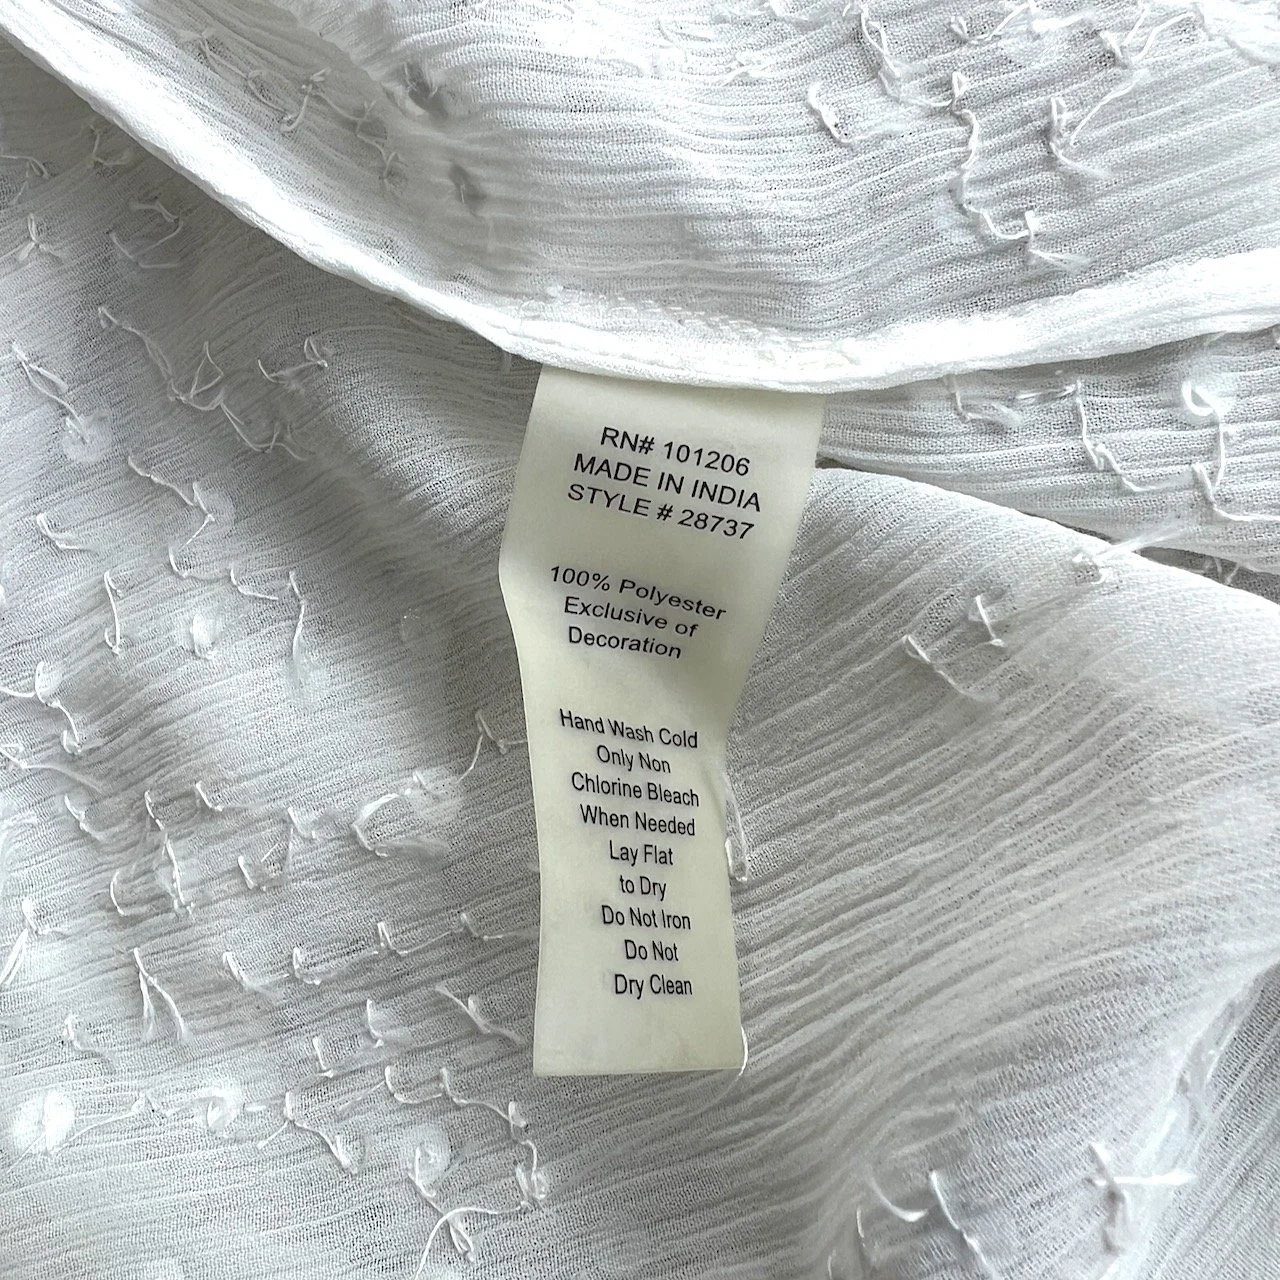 RN# 101206
MADE IN INDIA
STYLE # 28737
100% Polyester
Exclusive of
Decoration
Hand Wash Cold
Only Non
Chlorine Bleach
When Needed
Lay Flat
to Dry
Do Not Iron
Do Not
Dry Clean